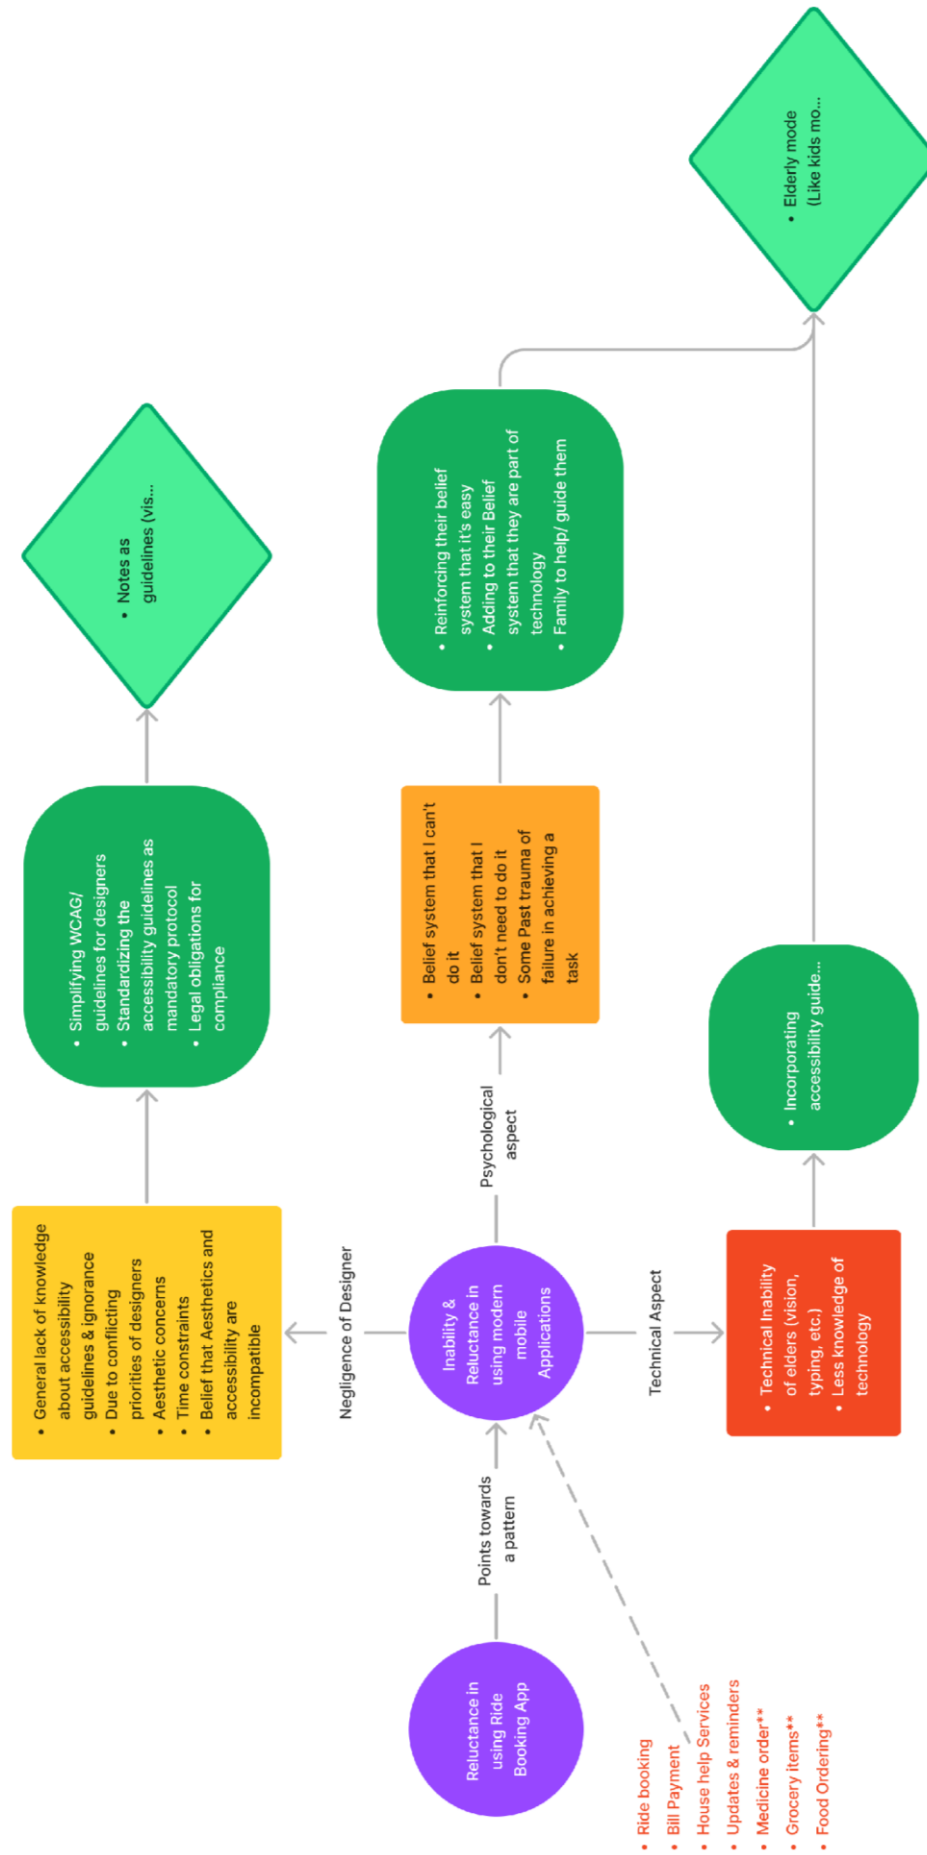 Reluctance in
using Ride
Booking App
• Ride booking
• Bill Payment
• House help Services
• Updates & reminders
• Medicine order**
• Grocery items**
• Food Ordering**
Points towards
a pattern
Inability &
Reluctance in
using modern
mobile
Applications
Negligence of Designer
• General lack of knowledge
about accessibility
guidelines & ignorance
• Due to conflicting
priorities of designers
• Aesthetic concerns
• Time constraints
• Belief that Aesthetics and
accessibility are
incompatible
• Simplifying WCAG/
guidelines for designers
• Standardizing the
accessibility guidelines as
mandatory protocol
• Legal obligations for
compliance
• Notes as
guidelines (vis...
Psychological
aspect
• Belief system that I can't
do it
• Belief system that I
don't need to do it
• Some Past trauma of
failure in achieving a
task
• Reinforcing their belief
system that it's easy
• Adding to their Belief
system that they are part of
technology
• Family to help/ guide them
Technical Aspect
• Technical Inability
of elders (vision,
typing, etc.)
• Less knowledge of
technology
• Incorporating
accessibility guide...
• Elderly mode
(Like kids mo...